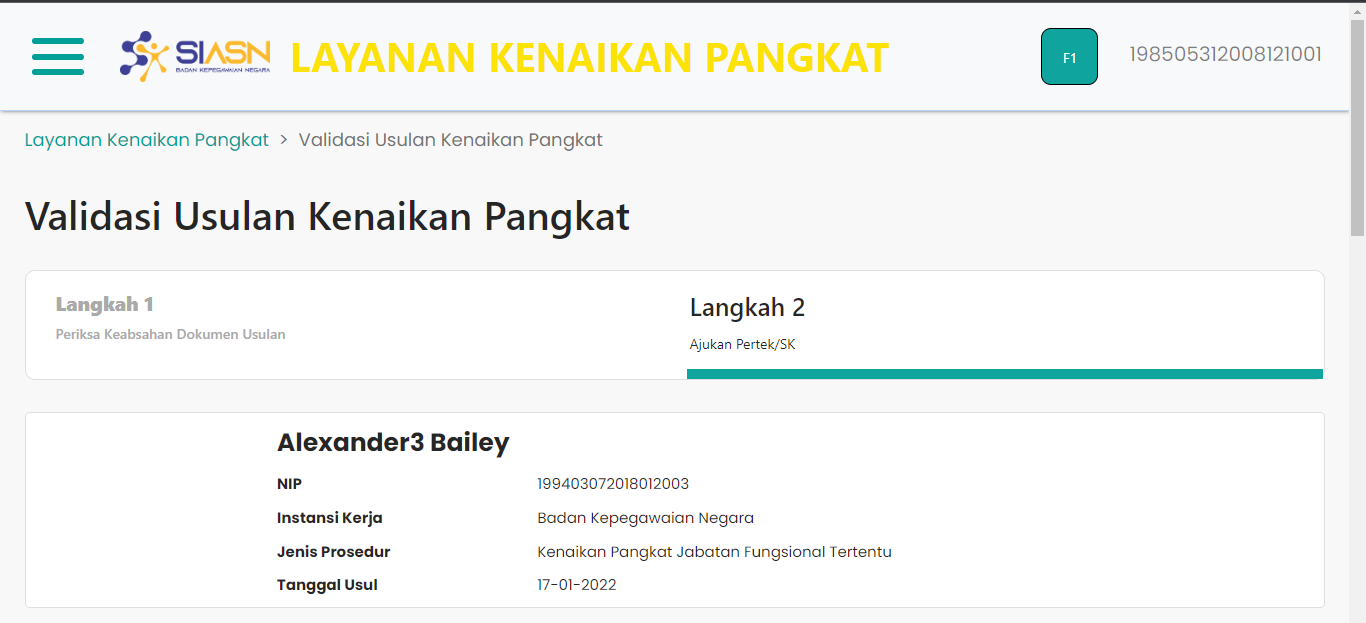 SIASN
BADAN KEPEGAWAIAN NEGARA
LAYANAN KENAIKAN PANGKAT
F1
198505312008121001
Layanan Kenaikan Pangkat > Validasi Usulan Kenaikan Pangkat
Validasi Usulan Kenaikan Pangkat
Langkah 1
Periksa Keabsahan Dokumen Usulan
Langkah 2
Ajukan Pertek/SK
Alexander3 Bailey
NIP 199403072018012003
Instansi Kerja Badan Kepegawaian Negara
Jenis Prosedur Kenaikan Pangkat Jabatan Fungsional Tertentu
Tanggal Usul 17-01-2022